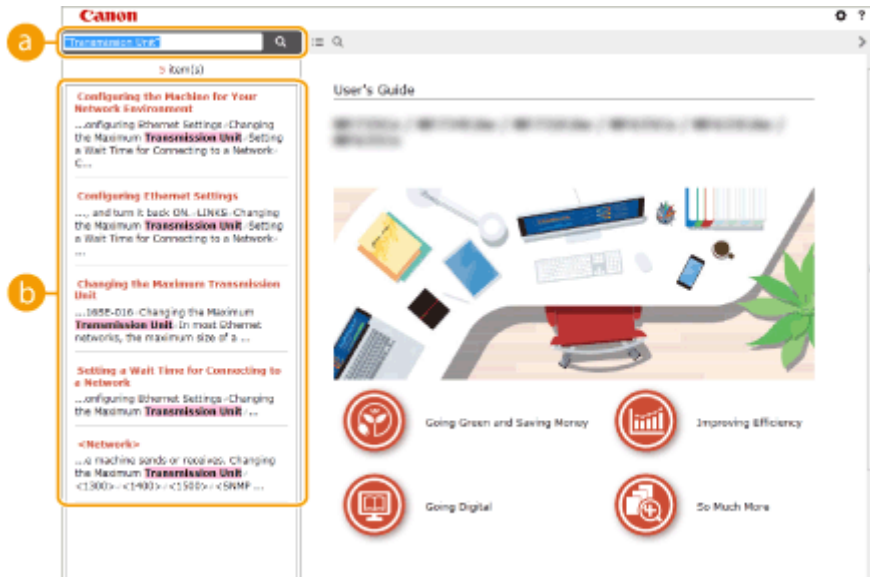 Canon
?
a
"Transmission Unit"
5 item(s)
Configuring the Machine for Your
Network Environment
...onfiguring Ethernet Settings-Changing
the Maximum Transmission Unit-Setting
a Wait Time for Connecting to a Network-
C...
Configuring Ethernet Settings
..., and turn it back ON.-LINKS-Changing
the Maximum Transmission Unit-Setting
a Wait Time for Connecting to a Network-
...
b
Changing the Maximum Transmission
Unit
...16SE-016-Changing the Maximum
Transmission Unit-In most Ethernet
networks, the maximum size of a ...
Setting a Wait Time for Connecting to
a Network
...onfiguring Ethernet Settings-Changing
the Maximum Transmission Unit-...
<Network>
...e machine sends or receives. Changing
the Maximum Transmission Unit-
<1300>-<1400>-<1500>-<SNMP ...
User's Guide
Going Green and Saving Money
Improving Efficiency
Going Digital
So Much More